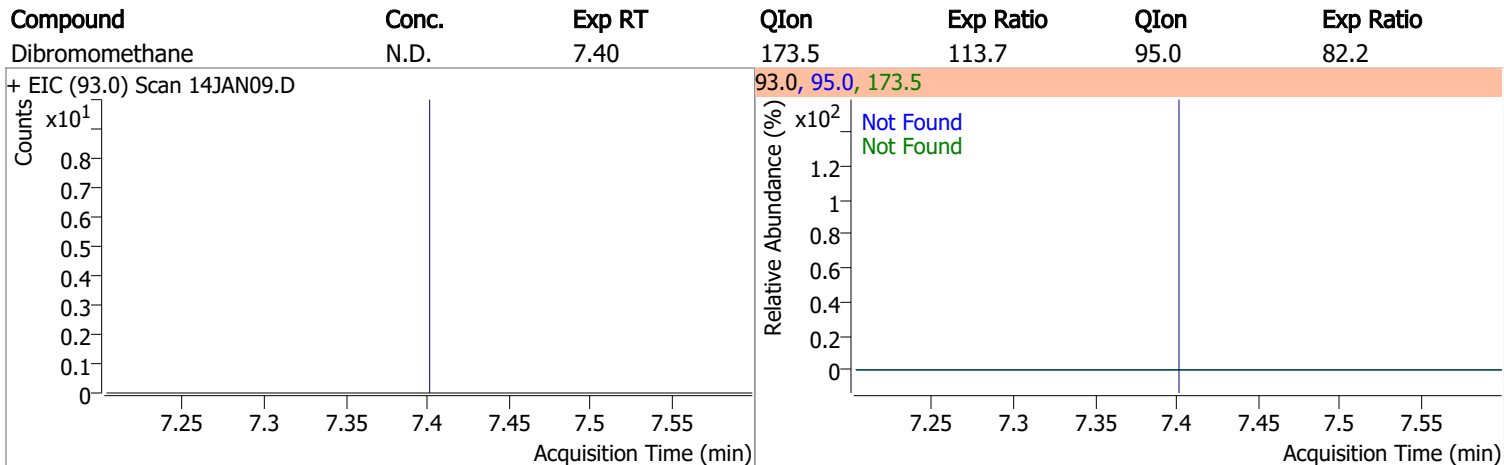 Compound Conc. Exp RT QIon Exp Ratio QIon Exp Ratio
Dibromomethane N.D. 7.40 173.5 113.7 95.0 82.2
+ EIC (93.0) Scan 14JAN09.D
Counts
x10¹
0.8
0.7
0.6
0.5
0.4
0.3
0.2
0.1
0
7.25 7.3 7.35 7.4 7.45 7.5 7.55
Acquisition Time (min)
93.0, 95.0, 173.5
Relative Abundance (%)
x10²
Not Found
Not Found
1.2
1
0.8
0.6
0.4
0.2
0
7.25 7.3 7.35 7.4 7.45 7.5 7.55
Acquisition Time (min)